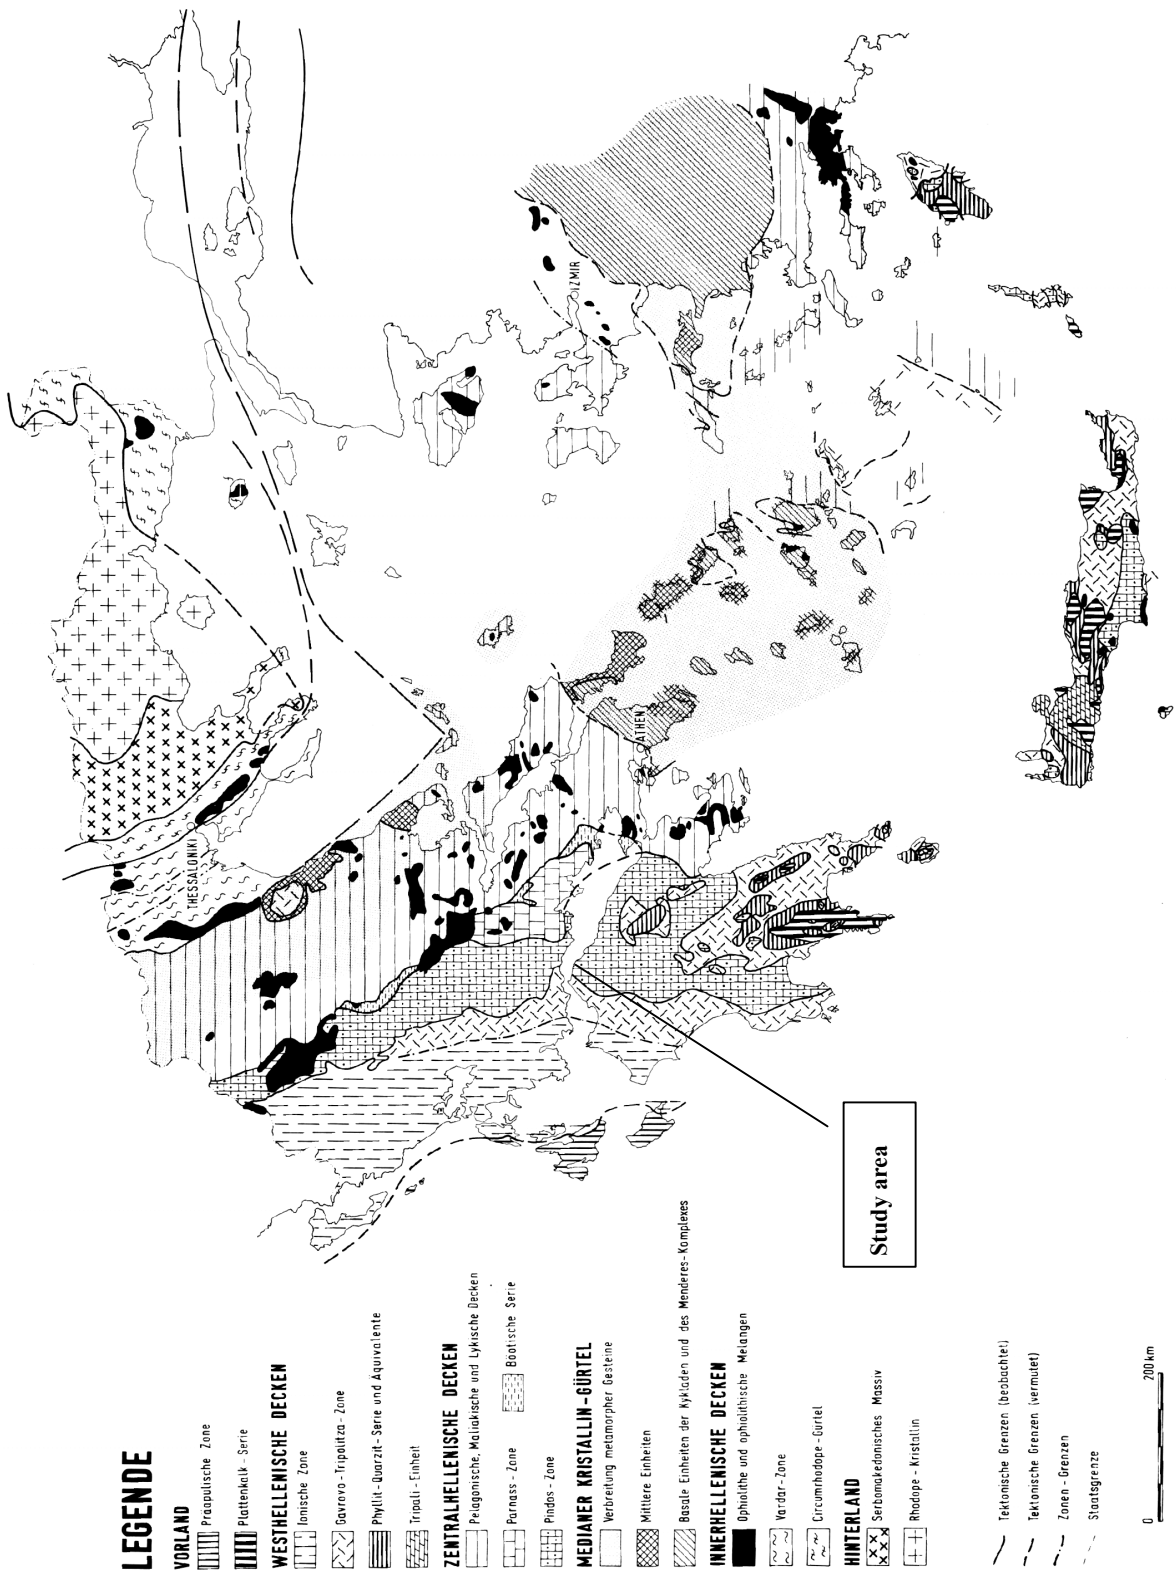 LEGENDE
VORLAND
Präapulische Zone
Plattenkalk - Serie
WESTHELLENISCHE DECKEN
Ionische Zone
Gavrovo - Tripolitza - Zone
Phyllit - Quarzit - Serie und Äquivalente
Tripali - Einheit
ZENTRALHELLENISCHE DECKEN
Pelagonische, Maliakische und Lykische Decken
Parnass - Zone
Böotische Serie
Pindos - Zone
MEDIANER KRISTALLIN-GÜRTEL
Verbreitung metamorpher Gesteine
Mittlere Einheiten
Basale Einheiten der Kykladen und des Menderes-Komplexes
INNERHELLENISCHE DECKEN
Ophiolithe und ophiolithische Melangen
Vardar-Zone
Circumrhodope-Gürtel
HINTERLAND
Serbomakedonisches Massiv
Rhodope - Kristallin
Tektonische Grenzen (beobachtet)
Tektonische Grenzen (vermutet)
Zonen - Grenzen
Staatsgrenze
0 200 km
Study area
THESSALONIKI
ATHEN
IZMIR